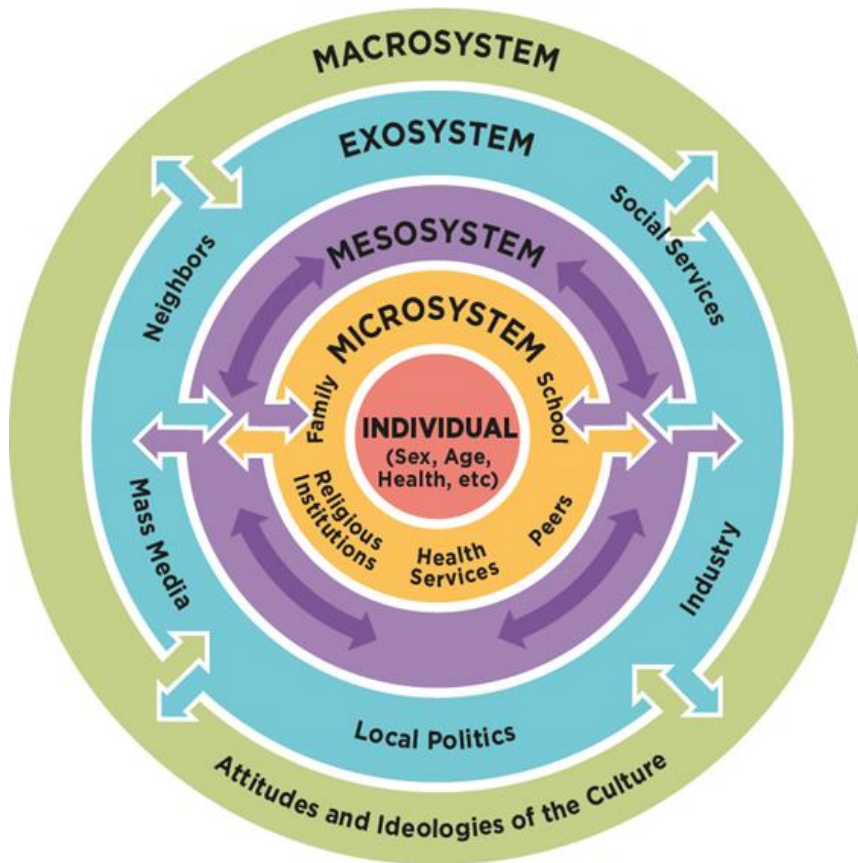 MACROSYSTEM
EXOSYSTEM
Neighbors
Social Services
MESOSYSTEM
MICROSYSTEM
Family
School
INDIVIDUAL
(Sex, Age,
Health, etc)
Religious
Institutions
Health
Services
Peers
Mass Media
Industry
Local Politics
Attitudes and Ideologies of the Culture